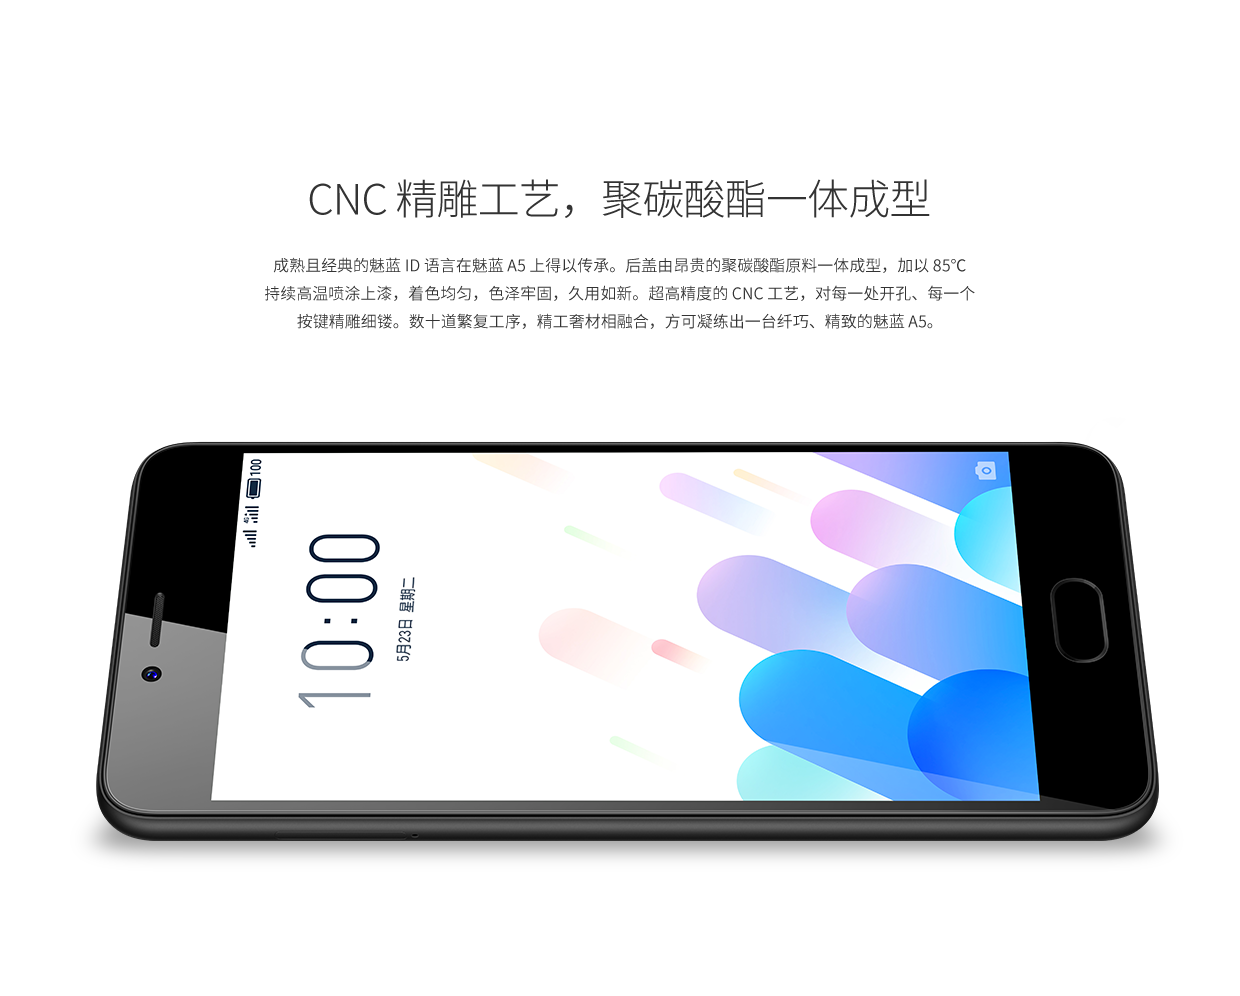 CNC 精雕工艺，聚碳酸酯一体成型
成熟且经典的魅蓝 ID 语言在魅蓝 A5 上得以传承。后盖由昂贵的聚碳酸酯原料一体成型，加以 85℃
持续高温喷涂上漆，着色均匀，色泽牢固，久用如新。超高精度的 CNC 工艺，对每一处开孔、每一个
按键精雕细镂。数十道繁复工序，精工奢材相融合，方可凝练出一台纤巧、精致的魅蓝 A5。
4G 100
10:00
5月23日 星期二